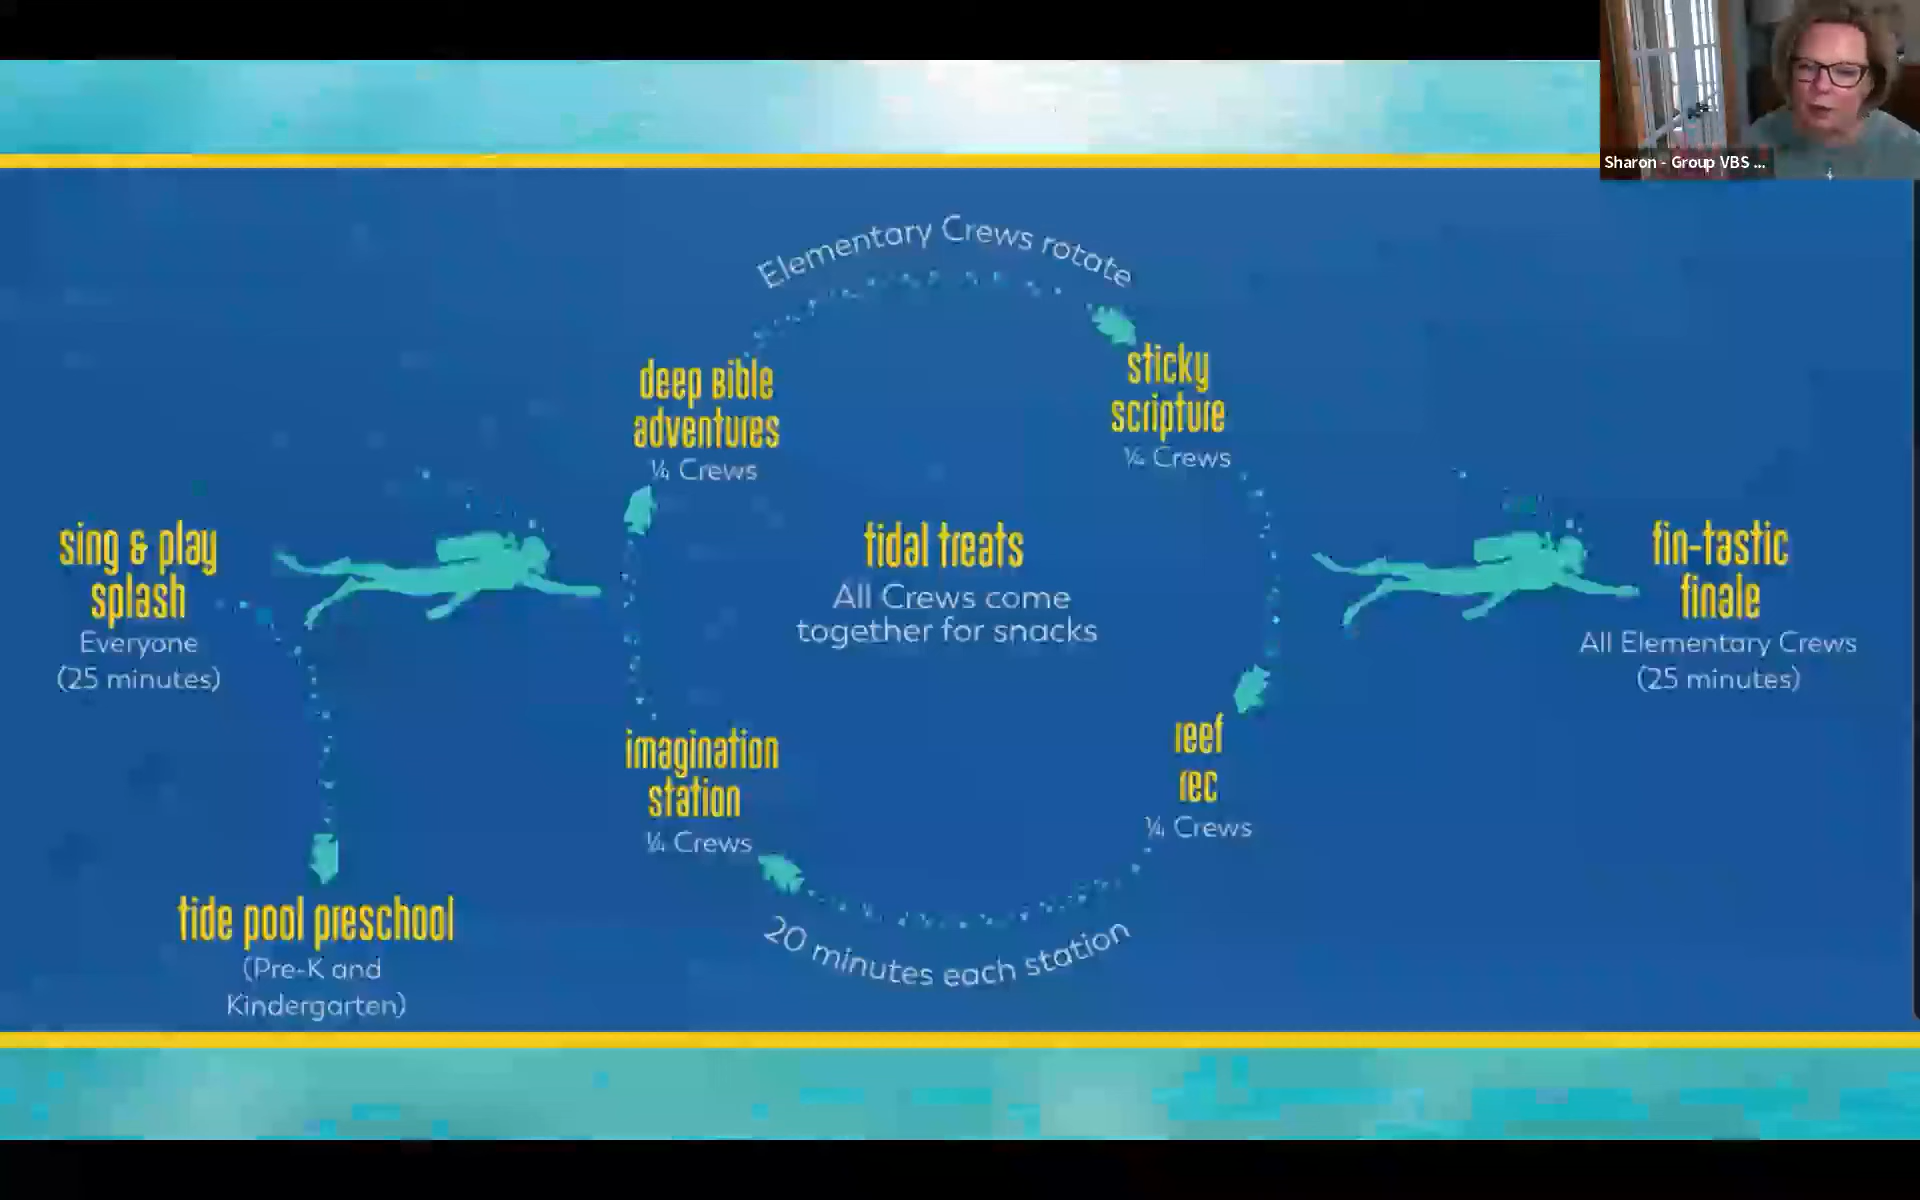 Sharon - Group VBS ...
Elementary Crews rotate
deep Bible
adventures
¼ Crews
sticky
scripture
¼ Crews
sing & play
splash
Everyone
(25 minutes)
tidal treats
All Crews come
together for snacks
fin-tastic
finale
All Elementary Crews
(25 minutes)
imagination
station
¼ Crews
reef
rec
¼ Crews
tide pool preschool
(Pre-K and
Kindergarten)
20 minutes each station